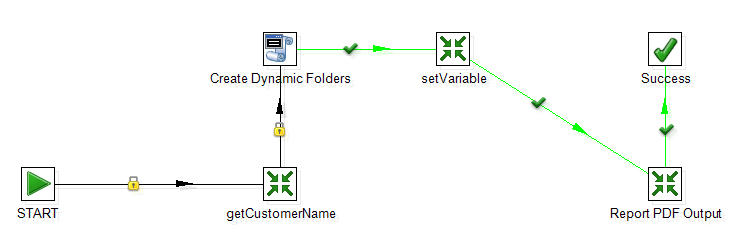 Create Dynamic Folders
setVariable
Success
START
getCustomerName
Report PDF Output